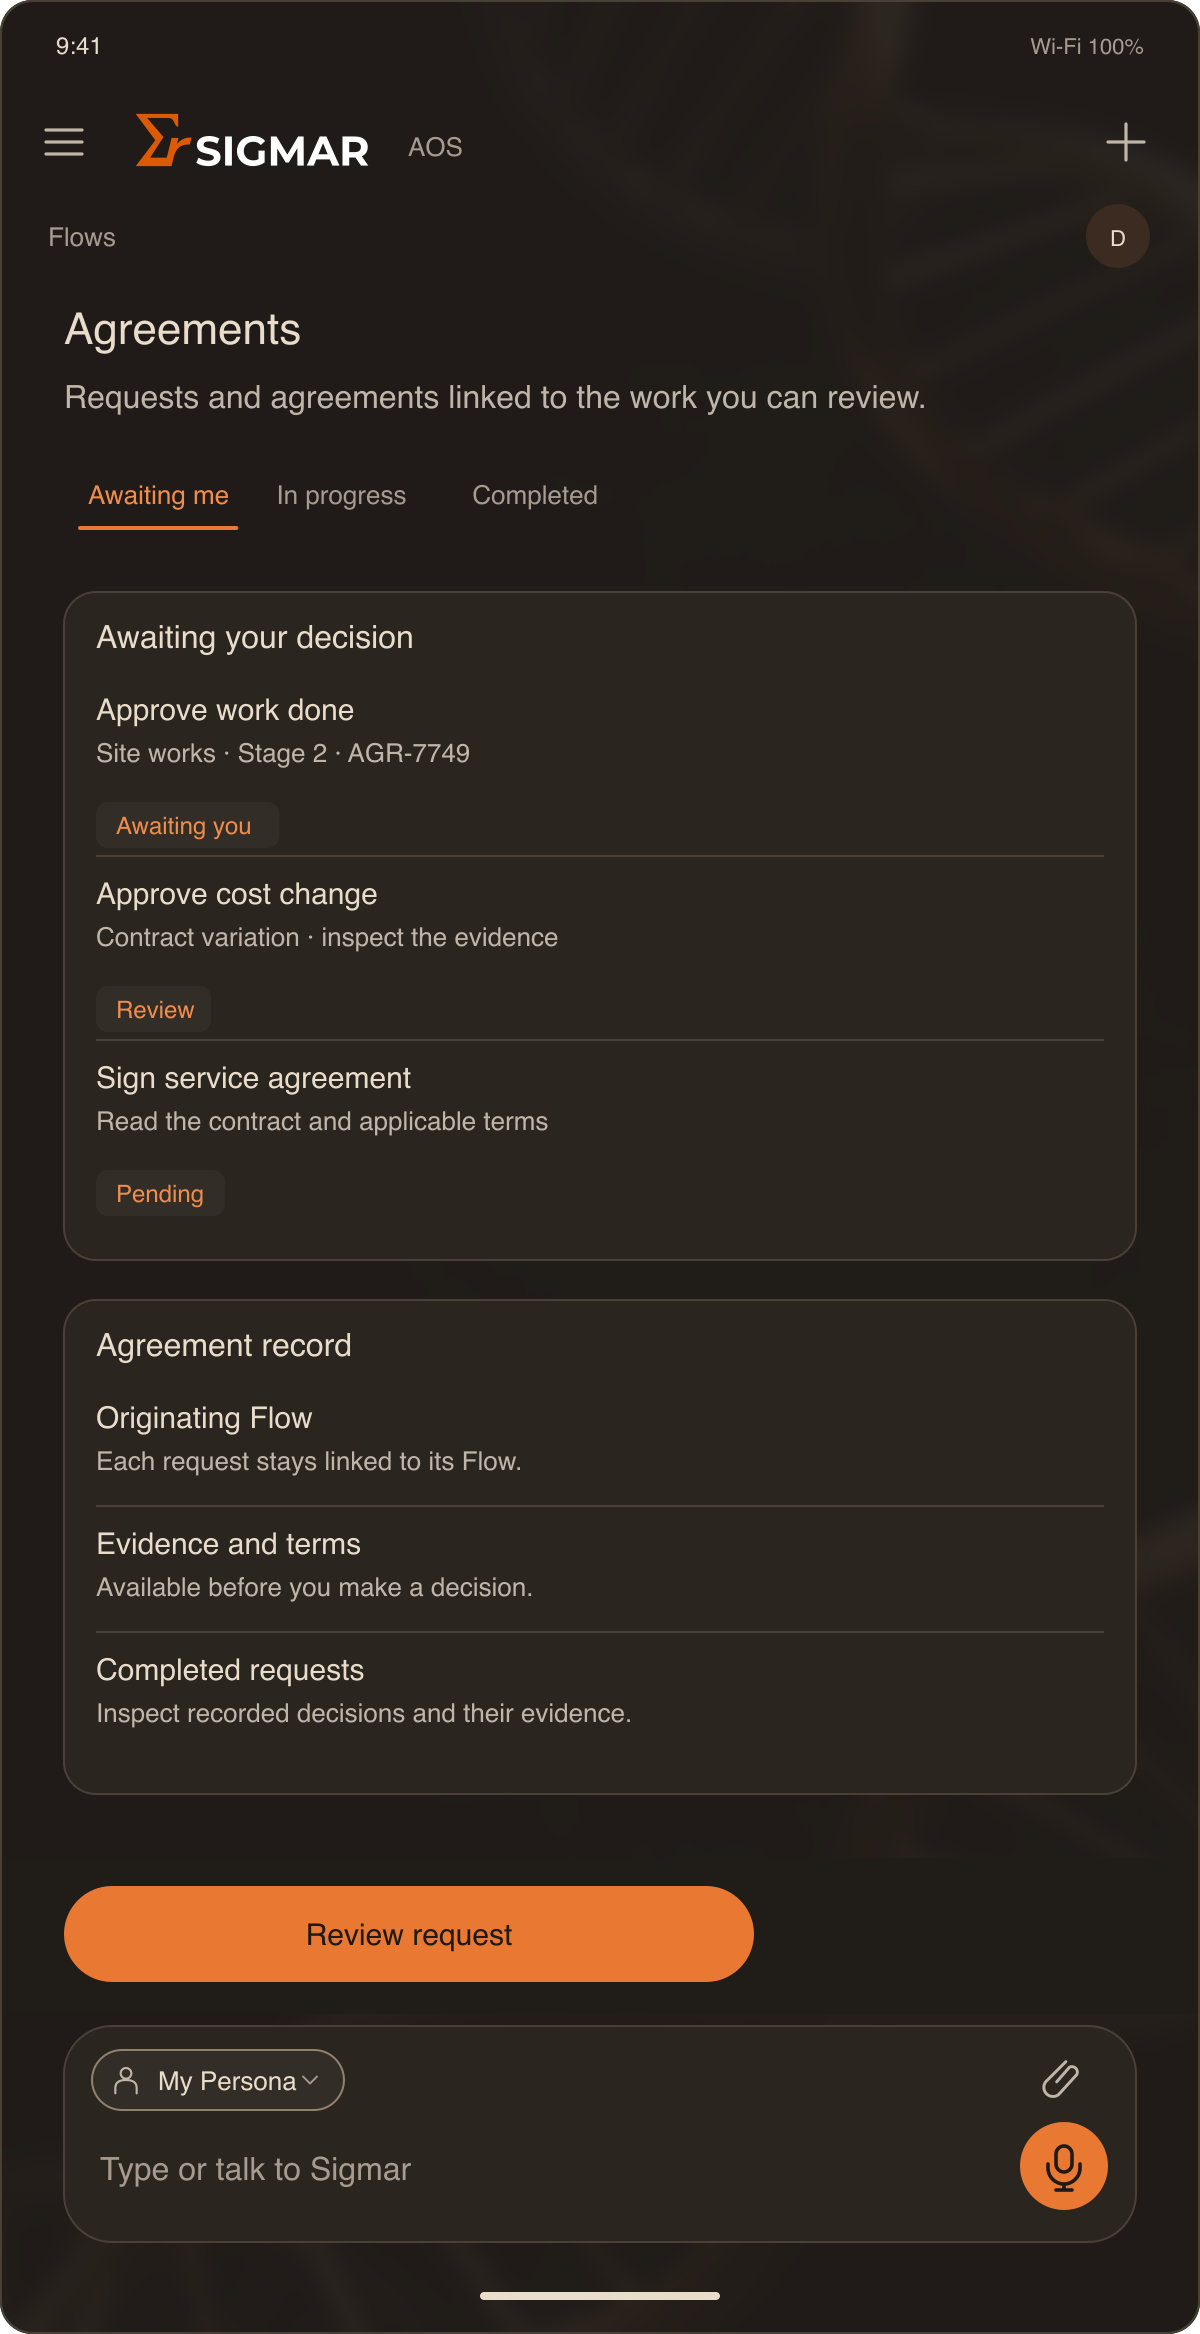 9:41
Wi-Fi 100%
Σr SIGMAR AOS
Flows
D
Agreements
Requests and agreements linked to the work you can review.
Awaiting me In progress Completed
Awaiting your decision
Approve work done
Site works · Stage 2 · AGR-7749
Awaiting you
Approve cost change
Contract variation · inspect the evidence
Review
Sign service agreement
Read the contract and applicable terms
Pending
Agreement record
Originating Flow
Each request stays linked to its Flow.
Evidence and terms
Available before you make a decision.
Completed requests
Inspect recorded decisions and their evidence.
Review request
My Persona
Type or talk to Sigmar